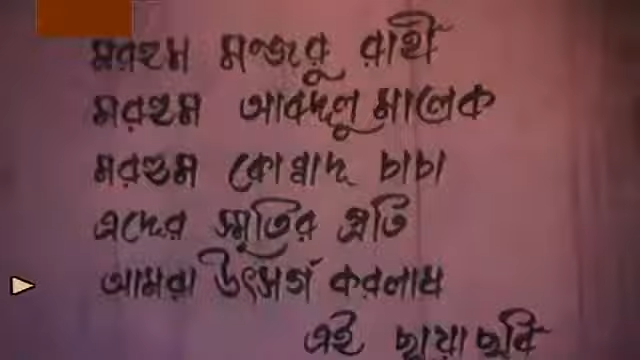 মরহুম মন্জুরু রাহী
মরহুম আবদুল মালেক
মরহুম চাচা
এদের স্মৃতির প্রতি
আমরা উৎসর্গ করলাম
এই ছায়াছবি